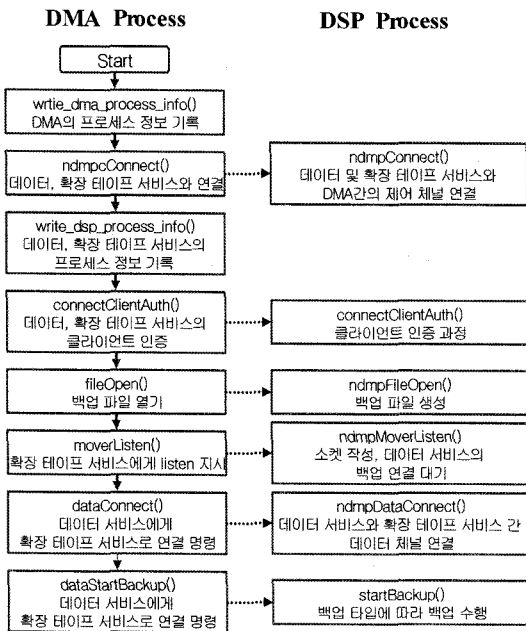 DMA Process
DSP Process
Start
wrtie_dma_process_info()
DMA의 프로세스 정보 기록
ndmpcConnect()
데이터, 확장 테이프 서비스와 연결
ndmpConnect()
데이터 및 확장 테이프 서비스와
DMA간의 제어 채널 연결
write_dsp_process_info()
데이터, 확장 테이프 서비스의
프로세스 정보 기록
connectClientAuth()
데이터, 확장 테이프 서비스의
클라이언트 인증
connectClientAuth()
클라이언트 인증 과정
fileOpen()
백업 파일 열기
ndmpFileOpen()
백업 파일 생성
moverListen()
확장 테이프 서비스에게 listen 지시
ndmpMoverListen()
소켓 작성, 데이터 서비스의
백업 연결 대기
dataConnect()
데이터 서비스에게
확장 테이프 서비스로 연결 명령
ndmpDataConnect()
데이터 서비스와 확장 테이프 서비스 간
데이터 채널 연결
dataStartBackup()
데이터 서비스에게
확장 테이프 서비스로 연결 명령
startBackup()
백업 타입에 따라 백업 수행